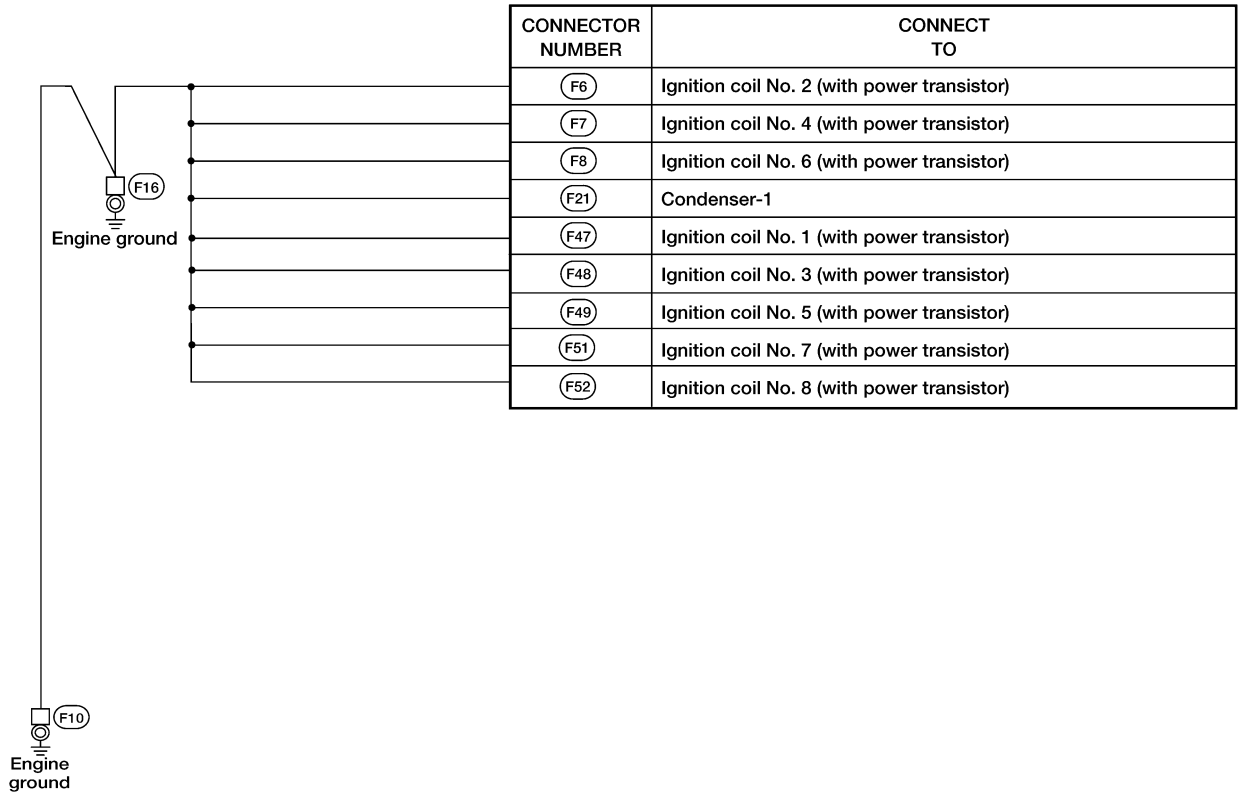 CONNECTOR
NUMBER
CONNECT
TO
F6 Ignition coil No. 2 (with power transistor)
F7 Ignition coil No. 4 (with power transistor)
F8 Ignition coil No. 6 (with power transistor)
F21 Condenser-1
F47 Ignition coil No. 1 (with power transistor)
F48 Ignition coil No. 3 (with power transistor)
F49 Ignition coil No. 5 (with power transistor)
F51 Ignition coil No. 7 (with power transistor)
F52 Ignition coil No. 8 (with power transistor)
F16
Engine ground
F10
Engine
ground